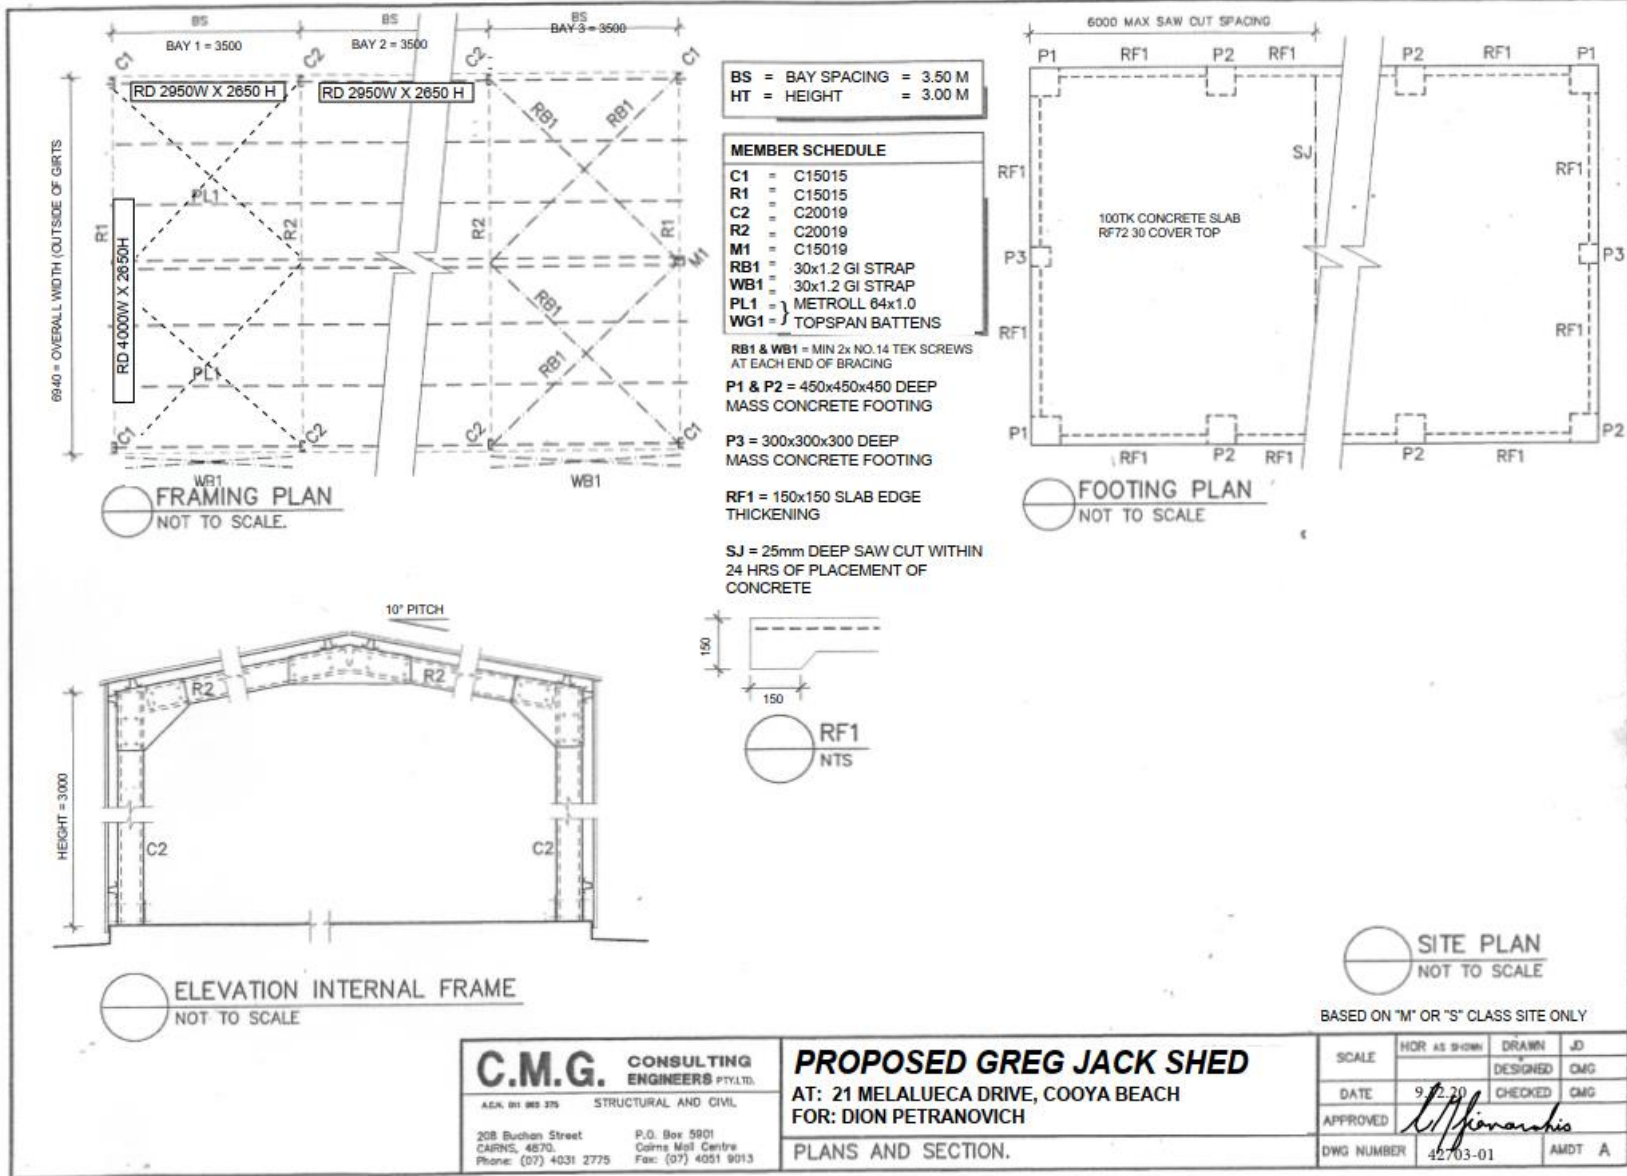 BS
BS
BS
BAY 1 = 3500
BAY 2 = 3500
BAY 3 = 3500
C1
C2
C2
C1
RD 2950W X 2650 H
RD 2950W X 2650 H
RB1
RB1
6940 = OVERALL WIDTH (OUTSIDE OF GIRTS
R1
RD 4000W X 2650H
PL1
R2
R2
R1
M1
RB1
RB1
PL1
C1
C2
C2
C1
WB1
WB1
FRAMING PLAN
NOT TO SCALE.
BS = BAY SPACING = 3.50 M
HT = HEIGHT = 3.00 M
MEMBER SCHEDULE
C1 = C15015
R1 = C15015
C2 = C20019
R2 = C20019
M1 = C15019
RB1 = 30x1.2 GI STRAP
WB1 = 30x1.2 GI STRAP
PL1 = } METROLL 64x1.0
WG1 = } TOPSPAN BATTENS
RB1 & WB1 = MIN 2x NO.14 TEK SCREWS
AT EACH END OF BRACING
P1 & P2 = 450x450x450 DEEP
MASS CONCRETE FOOTING
P3 = 300x300x300 DEEP
MASS CONCRETE FOOTING
RF1 = 150x150 SLAB EDGE
THICKENING
SJ = 25mm DEEP SAW CUT WITHIN
24 HRS OF PLACEMENT OF
CONCRETE
150
150
RF1
NTS
6000 MAX SAW CUT SPACING
P1
RF1
P2
RF1
P2
RF1
P1
SJ
RF1
RF1
100TK CONCRETE SLAB
RF72 30 COVER TOP
P3
P3
RF1
RF1
P1
P2
RF1
P2
RF1
P2
RF1
FOOTING PLAN
NOT TO SCALE
10° PITCH
R2
R2
HEIGHT = 3000
C2
C2
ELEVATION INTERNAL FRAME
NOT TO SCALE
SITE PLAN
NOT TO SCALE
BASED ON "M" OR "S" CLASS SITE ONLY
C.M.G. CONSULTING
ENGINEERS PTY.LTD.
STRUCTURAL AND CIVIL
208 Buchan Street
CAIRNS, 4870.
Phone: (07) 4031 2775
P.O. Box 5901
Cairns Mail Centre
Fax: (07) 4051 9013
PROPOSED GREG JACK SHED
AT: 21 MELALUECA DRIVE, COOYA BEACH
FOR: DION PETRANOVICH
PLANS AND SECTION.
SCALE
HOR AS SHOWN
DRAWN JD
DESIGNED CMG
DATE
CHECKED CMG
APPROVED
DWG NUMBER 42703-01
AMDT A